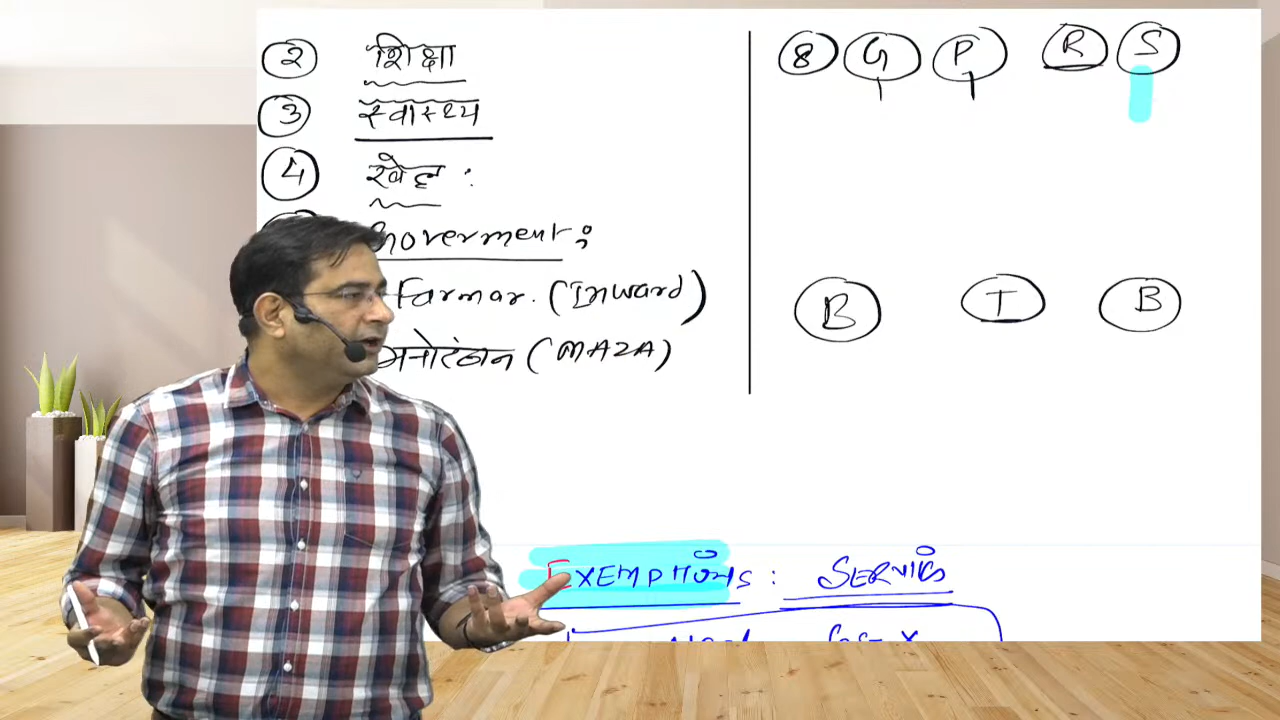 2 शिक्षा
3 स्वास्थ्य
4 खेल :
Goverment :
Farmar. (Inward)
मनोरंजन (MAZA)
8 G P R S
B T B
EXEMPTIONS : SERVICES